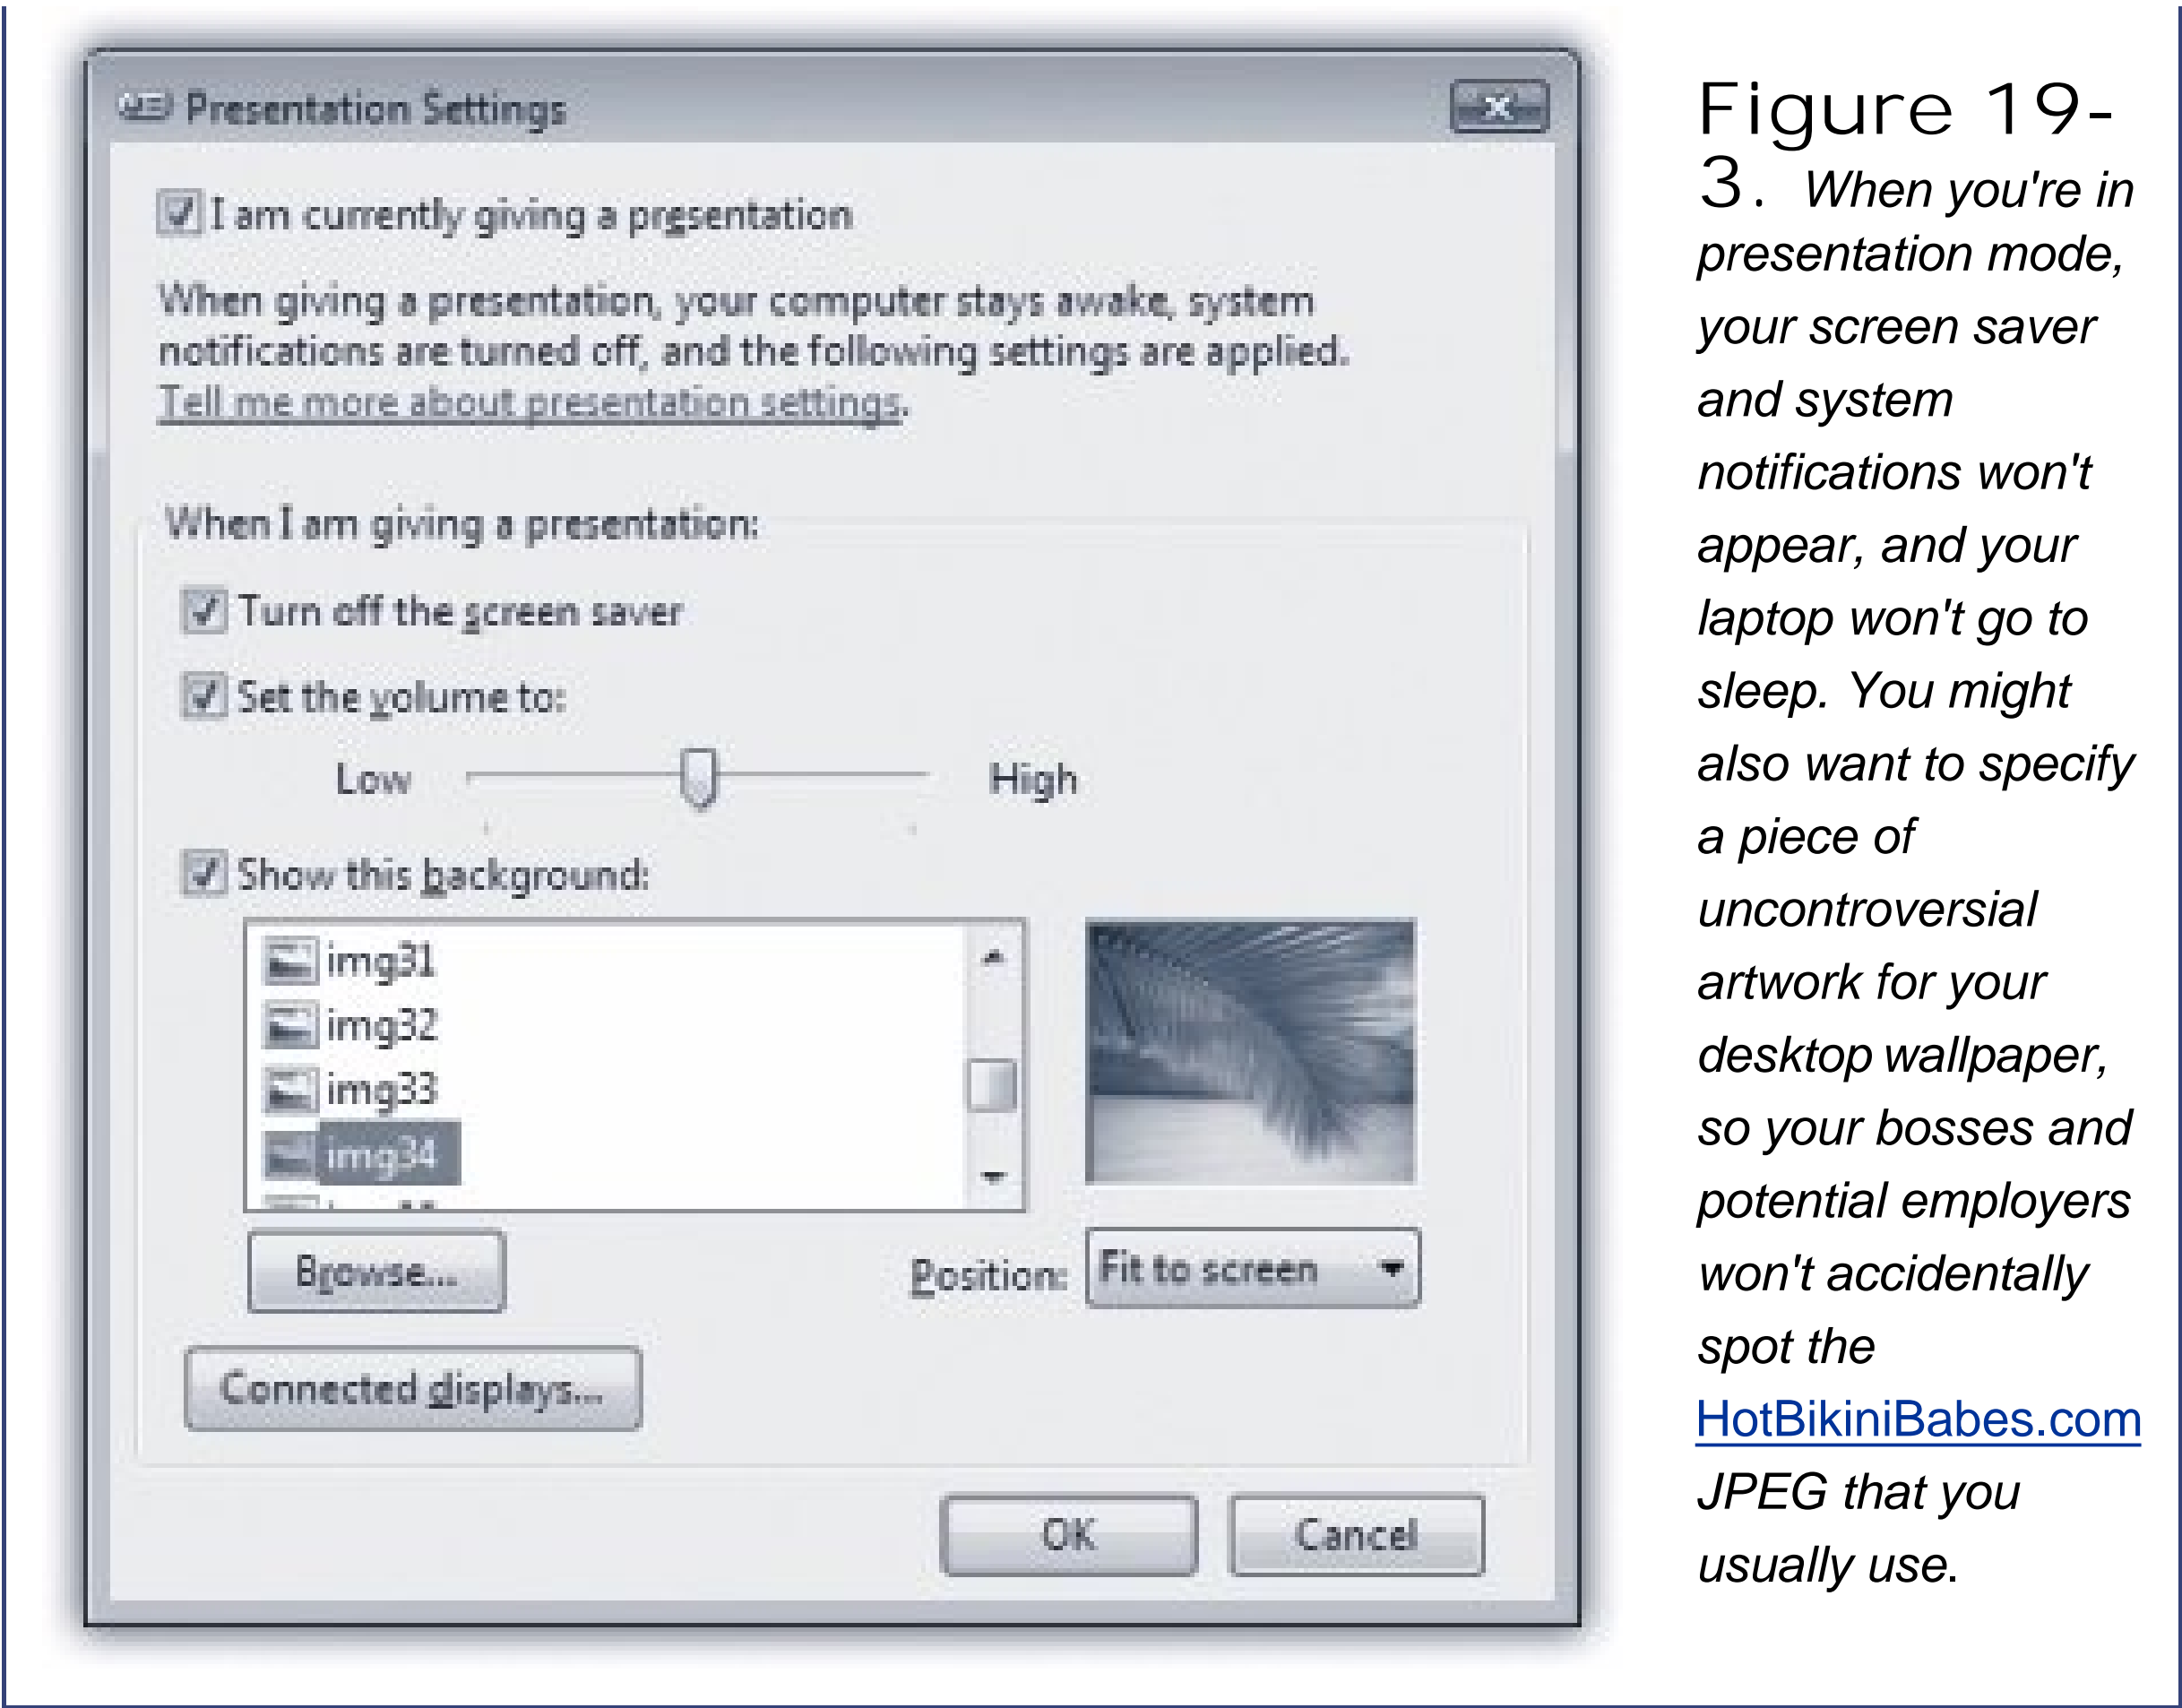 Presentation Settings
I am currently giving a presentation
When giving a presentation, your computer stays awake, system
notifications are turned off, and the following settings are applied.
Tell me more about presentation settings.
When I am giving a presentation:
Turn off the screen saver
Set the volume to:
Low High
Show this background:
img31
img32
img33
img34
Browse...
Position: Fit to screen
Connected displays...
OK Cancel
Figure 19-
3. When you're in
presentation mode,
your screen saver
and system
notifications won't
appear, and your
laptop won't go to
sleep. You might
also want to specify
a piece of
uncontroversial
artwork for your
desktop wallpaper,
so your bosses and
potential employers
won't accidentally
spot the
HotBikiniBabes.com
JPEG that you
usually use.